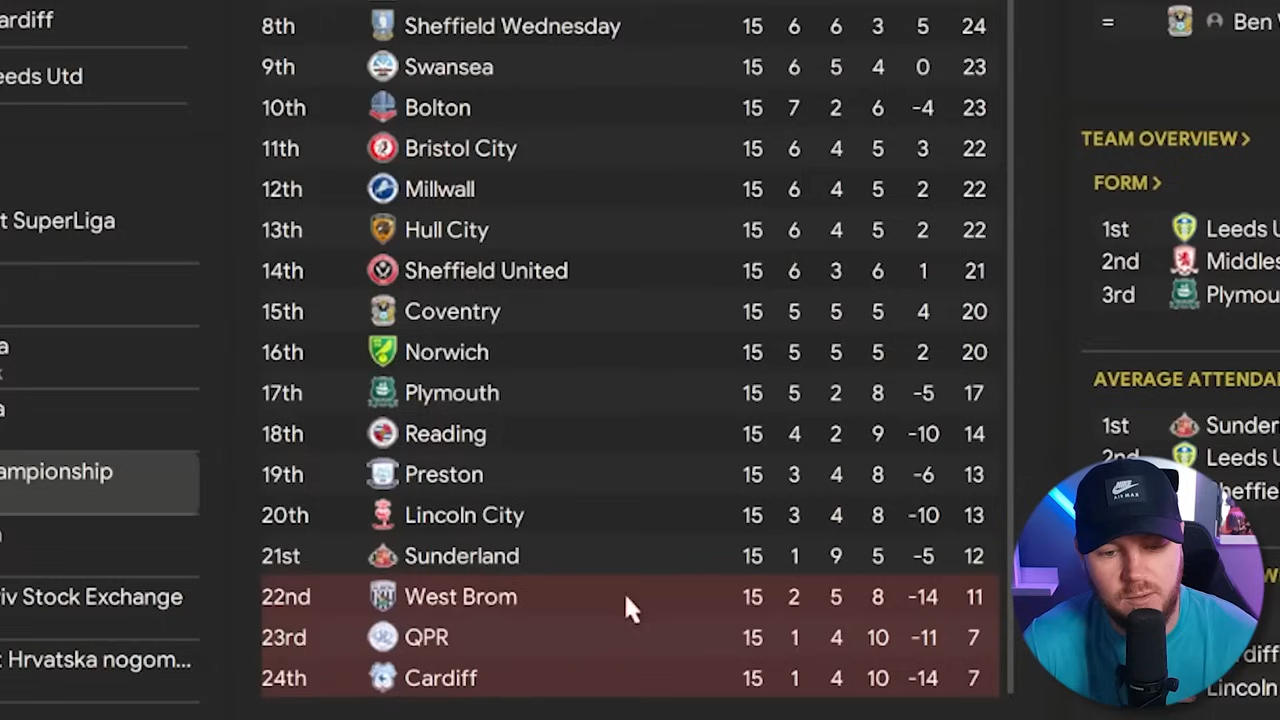 ardiff
eeds Utd
t SuperLiga
a
a
ampionship
iv Stock Exchange
t Hrvatska nogom...
8th Sheffield Wednesday 15 6 6 3 5 24
9th Swansea 15 6 5 4 0 23
10th Bolton 15 7 2 6 -4 23
11th Bristol City 15 6 4 5 3 22
12th Millwall 15 6 4 5 2 22
13th Hull City 15 6 4 5 2 22
14th Sheffield United 15 6 3 6 1 21
15th Coventry 15 5 5 5 4 20
16th Norwich 15 5 5 5 2 20
17th Plymouth 15 5 2 8 -5 17
18th Reading 15 4 2 9 -10 14
19th Preston 15 3 4 8 -6 13
20th Lincoln City 15 3 4 8 -10 13
21st Sunderland 15 1 9 5 -5 12
22nd West Brom 15 2 5 8 -14 11
23rd QPR 15 1 4 10 -11 7
24th Cardiff 15 1 4 10 -14 7
= Ben
TEAM OVERVIEW >
FORM >
1st Leeds U
2nd Middles
3rd Plymou
AVERAGE ATTENDA
1st Sunder
2nd Leeds U
heffie
AIR MAX
diff
Lincoln